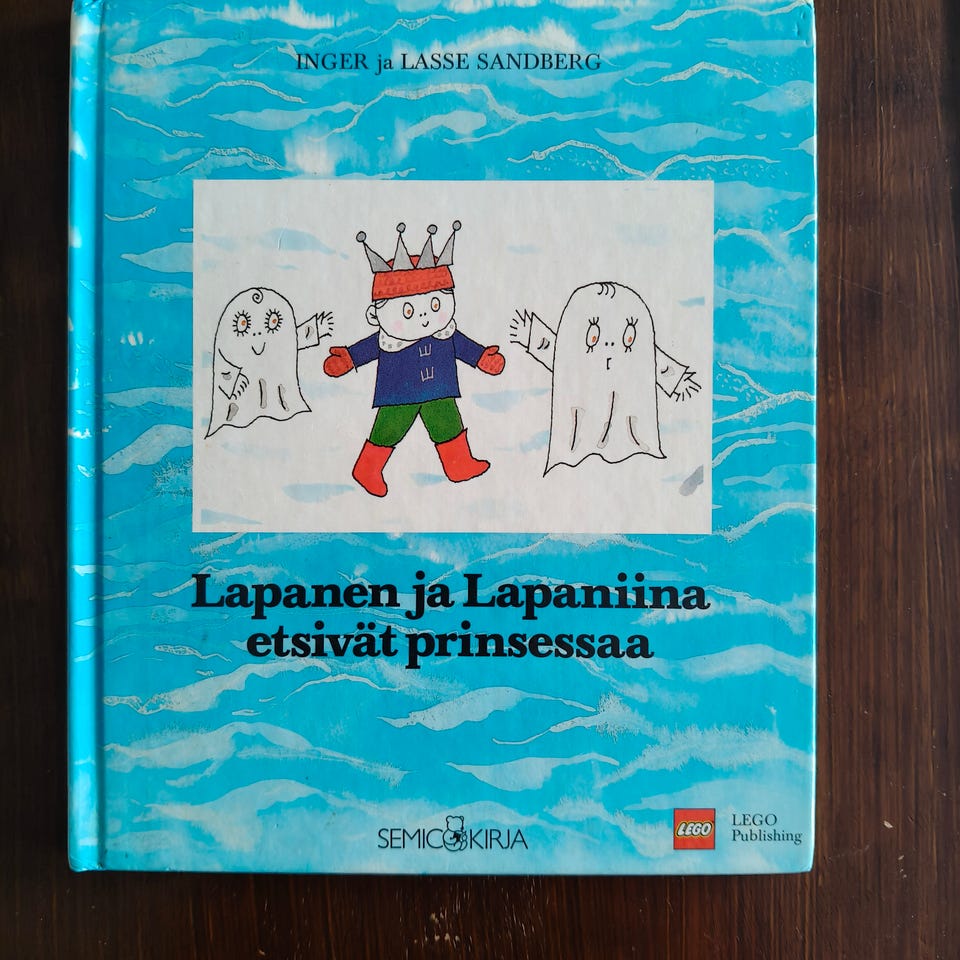 INGER ja LASSE SANDBERG
Lapanen ja Lapaniina
etsivät prinsessaa
SEMIC KIRJA
LEGO
LEGO
Publishing